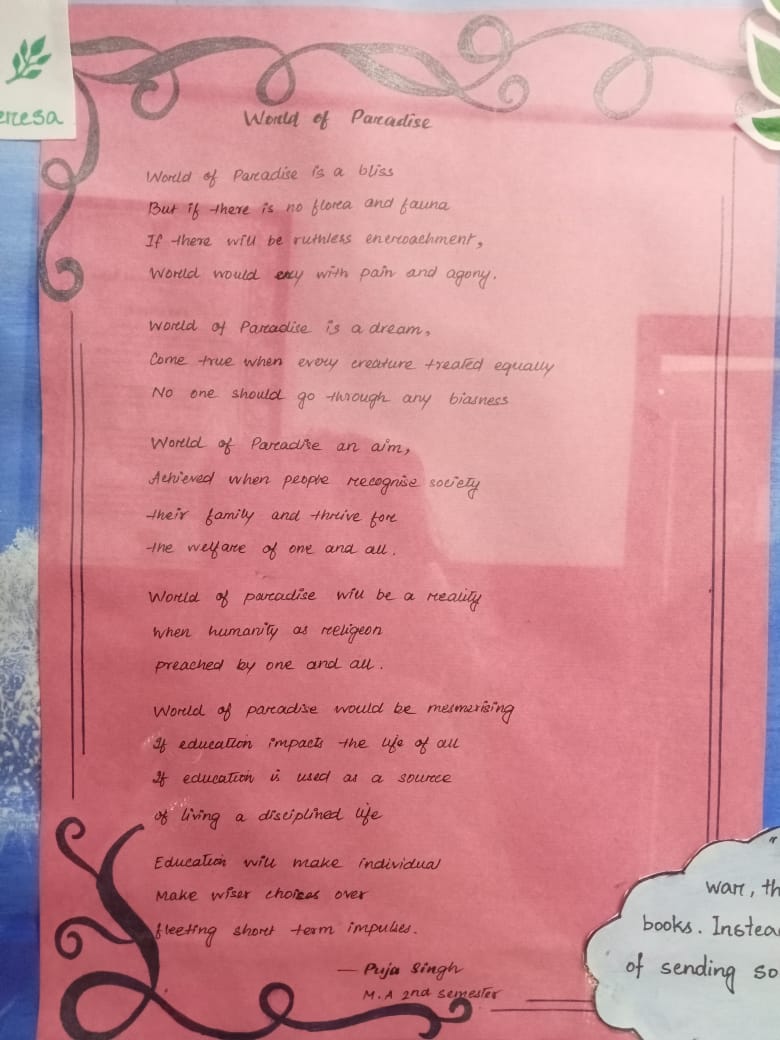 World of Paradise
World of Paradise is a bliss
But if there is no flora and fauna
If there will be ruthless encroachment,
World would cry with pain and agony.
World of Paradise is a dream,
Come true when every creature treated equally
No one should go through any biasness
World of Paradise an aim,
Achieved when people recognise society
their family and thrive for
the welfare of one and all.
World of paradise will be a reality
when humanity as religeon
preached by one and all.
World of paradise would be mesmerising
If education impacts the life of all
If education is used as a source
of living a disciplined life
Education will make individual
Make wiser choices over
fleeting short term impulses.
— Puja Singh
M.A 2nd semester
eresa
war, th
books. Instea
of sending so